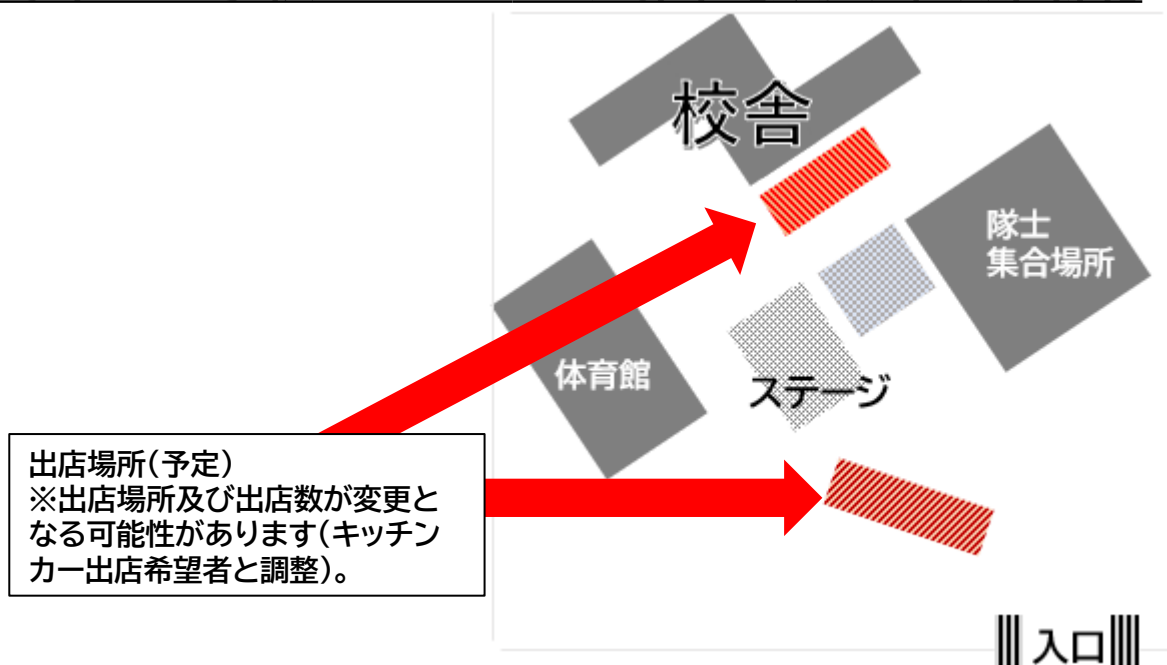 校舎
隊士
集合場所
体育館
ステージ
出店場所(予定)
※出店場所及び出店数が変更と
なる可能性があります(キッチン
カー出店希望者と調整)。
入口